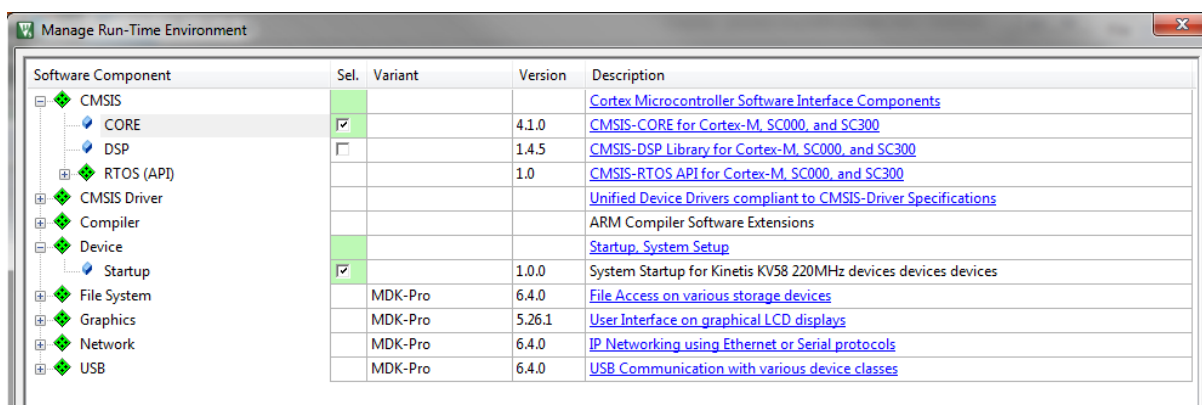 Manage Run-Time Environment
Software Component Sel. Variant Version Description
CMSIS Cortex Microcontroller Software Interface Components
CORE 4.1.0 CMSIS-CORE for Cortex-M, SC000, and SC300
DSP 1.4.5 CMSIS-DSP Library for Cortex-M, SC000, and SC300
RTOS (API) 1.0 CMSIS-RTOS API for Cortex-M, SC000, and SC300
CMSIS Driver Unified Device Drivers compliant to CMSIS-Driver Specifications
Compiler ARM Compiler Software Extensions
Device Startup, System Setup
Startup 1.0.0 System Startup for Kinetis KV58 220MHz devices devices devices
File System MDK-Pro 6.4.0 File Access on various storage devices
Graphics MDK-Pro 5.26.1 User Interface on graphical LCD displays
Network MDK-Pro 6.4.0 IP Networking using Ethernet or Serial protocols
USB MDK-Pro 6.4.0 USB Communication with various device classes